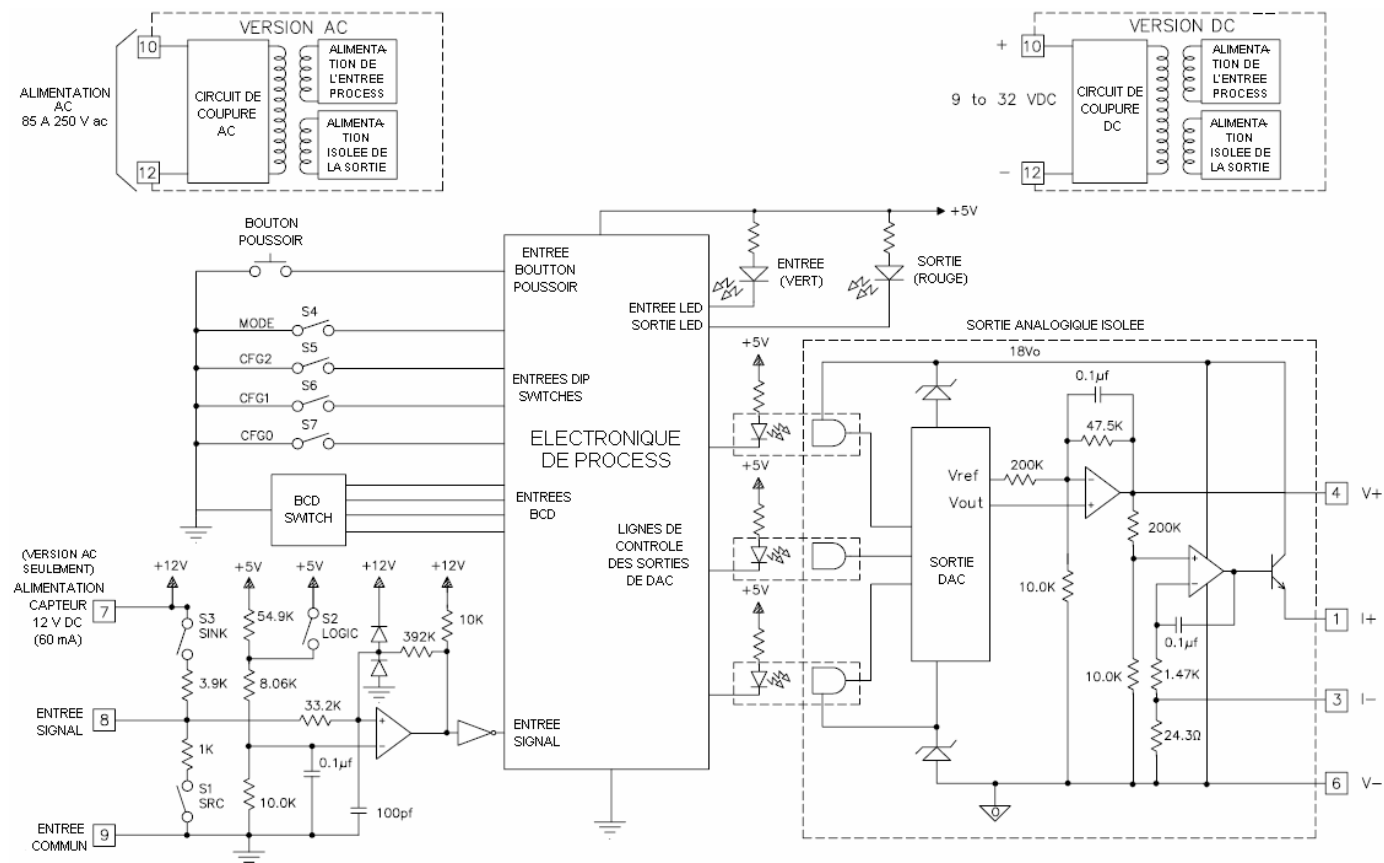 VERSION AC
10
ALIMENTA-
TION DE
L'ENTREE
PROCESS
ALIMENTATION
AC
85 A 250 V ac
CIRCUIT DE
COUPURE
AC
ALIMENTA-
TION
ISOLEE DE
LA SORTIE
12
VERSION DC
+ 10
ALIMENTA-
TION DE
L'ENTREE
PROCESS
9 to 32 VDC
CIRCUIT DE
COUPURE
DC
ALIMENTA-
TION
ISOLEE DE
LA SORTIE
- 12
+5V
BOUTON
POUSSOIR
ENTREE
BOUTTON
POUSSOIR
ENTREE
(VERT)
SORTIE
(ROUGE)
ENTREE LED
SORTIE LED
MODE
S4
CFG2
S5
CFG1
S6
CFG0
S7
ENTREES DIP
SWITCHES
ELECTRONIQUE
DE PROCESS
BCD
SWITCH
ENTREES
BCD
LIGNES DE
CONTROLE
DES SORTIES
DE DAC
+5V
+5V
+5V
SORTIE ANALOGIQUE ISOLEE
18Vo
0.1µf
47.5K
Vref
200K
-
Vout
+
4 V+
200K
SORTIE
DAC
+
-
10.0K
0.1µf
1 I+
10.0K
1.47K
3 I-
24.3Ω
0
6 V-
(VERSION AC
SEULEMENT)
ALIMENTATION
CAPTEUR
12 V DC
(60 mA)
7
+12V
+5V
+5V
+12V
+12V
S3
SINK
54.9K
S2
LOGIC
392K
10K
3.9K
8.06K
ENTREE
SIGNAL
8
33.2K
+
-
ENTREE
SIGNAL
1K
0.1µf
S1
SRC
10.0K
100pf
ENTREE
COMMUN
9